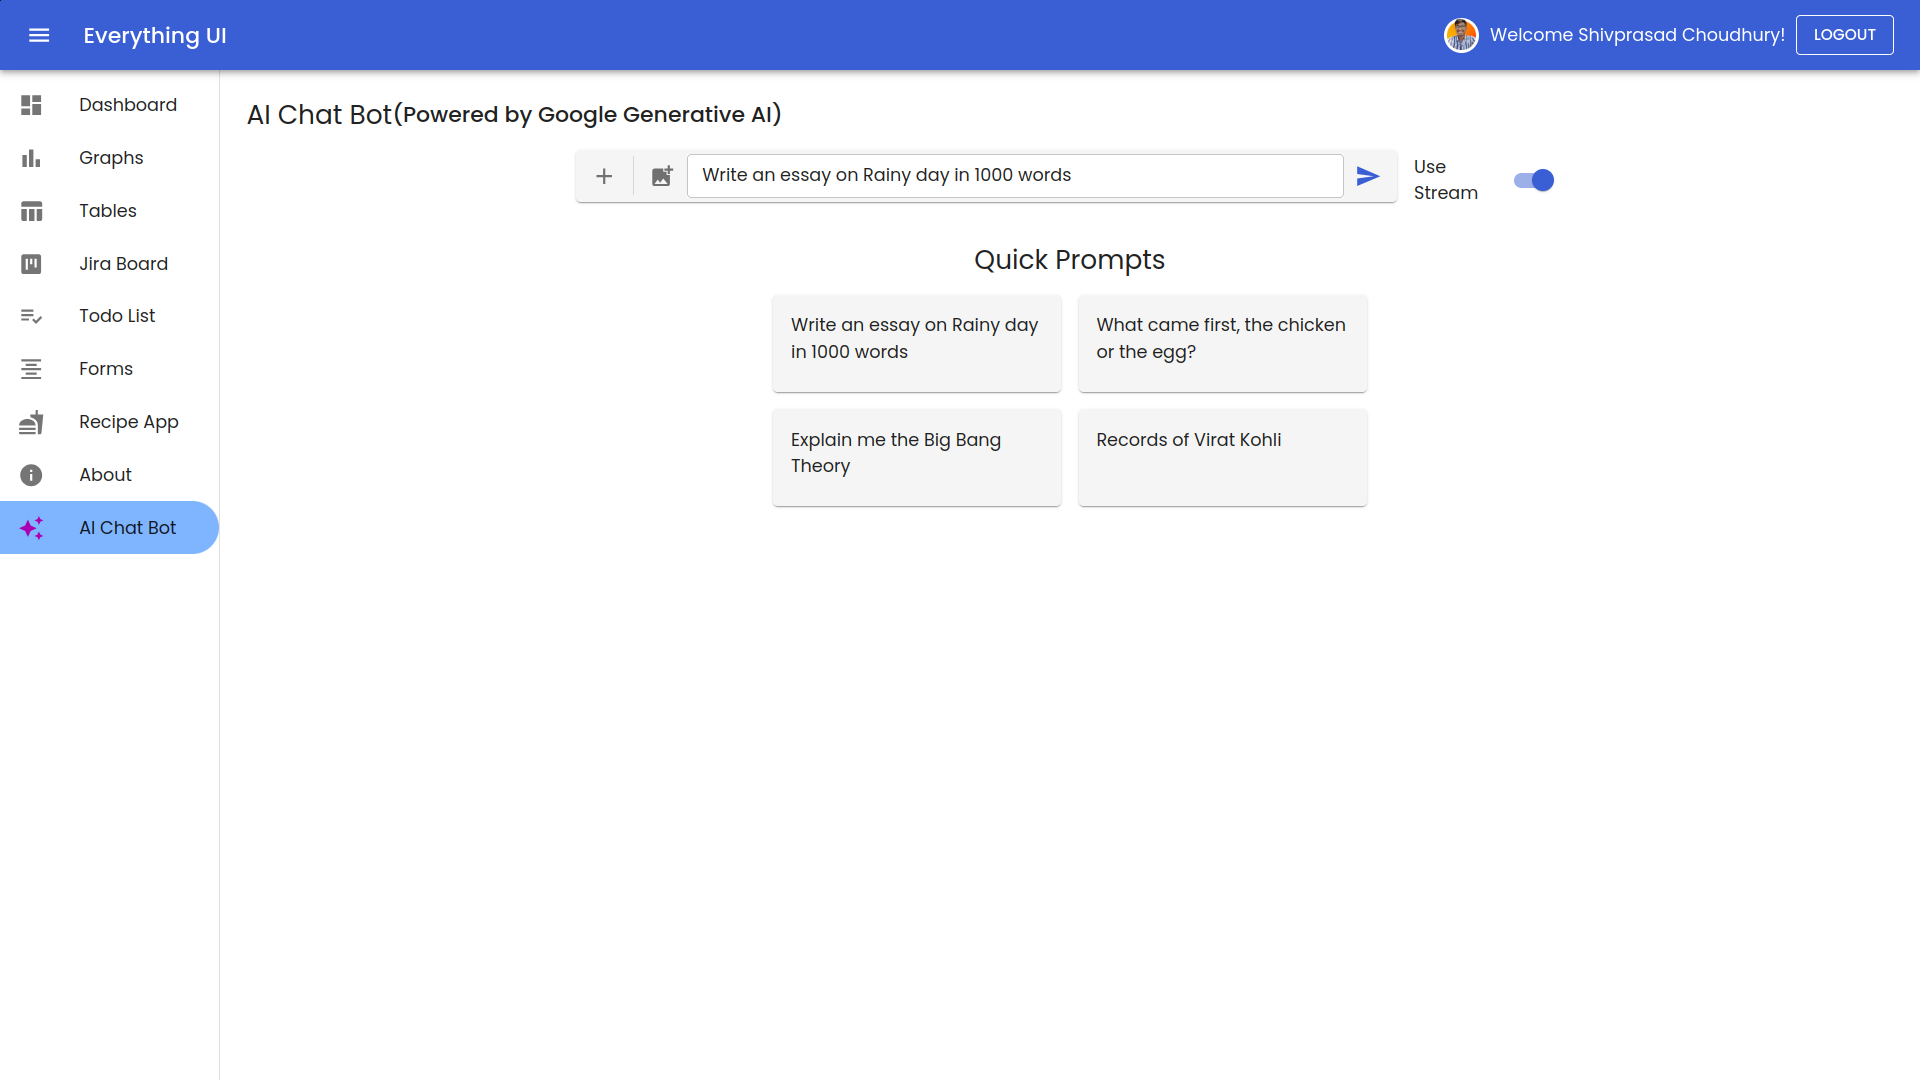 Everything UI
Welcome Shivprasad Choudhury!
LOGOUT
Dashboard
Graphs
Tables
Jira Board
Todo List
Forms
Recipe App
About
AI Chat Bot
AI Chat Bot(Powered by Google Generative AI)
Write an essay on Rainy day in 1000 words
Use
Stream
Quick Prompts
Write an essay on Rainy day
in 1000 words
What came first, the chicken
or the egg?
Explain me the Big Bang
Theory
Records of Virat Kohli